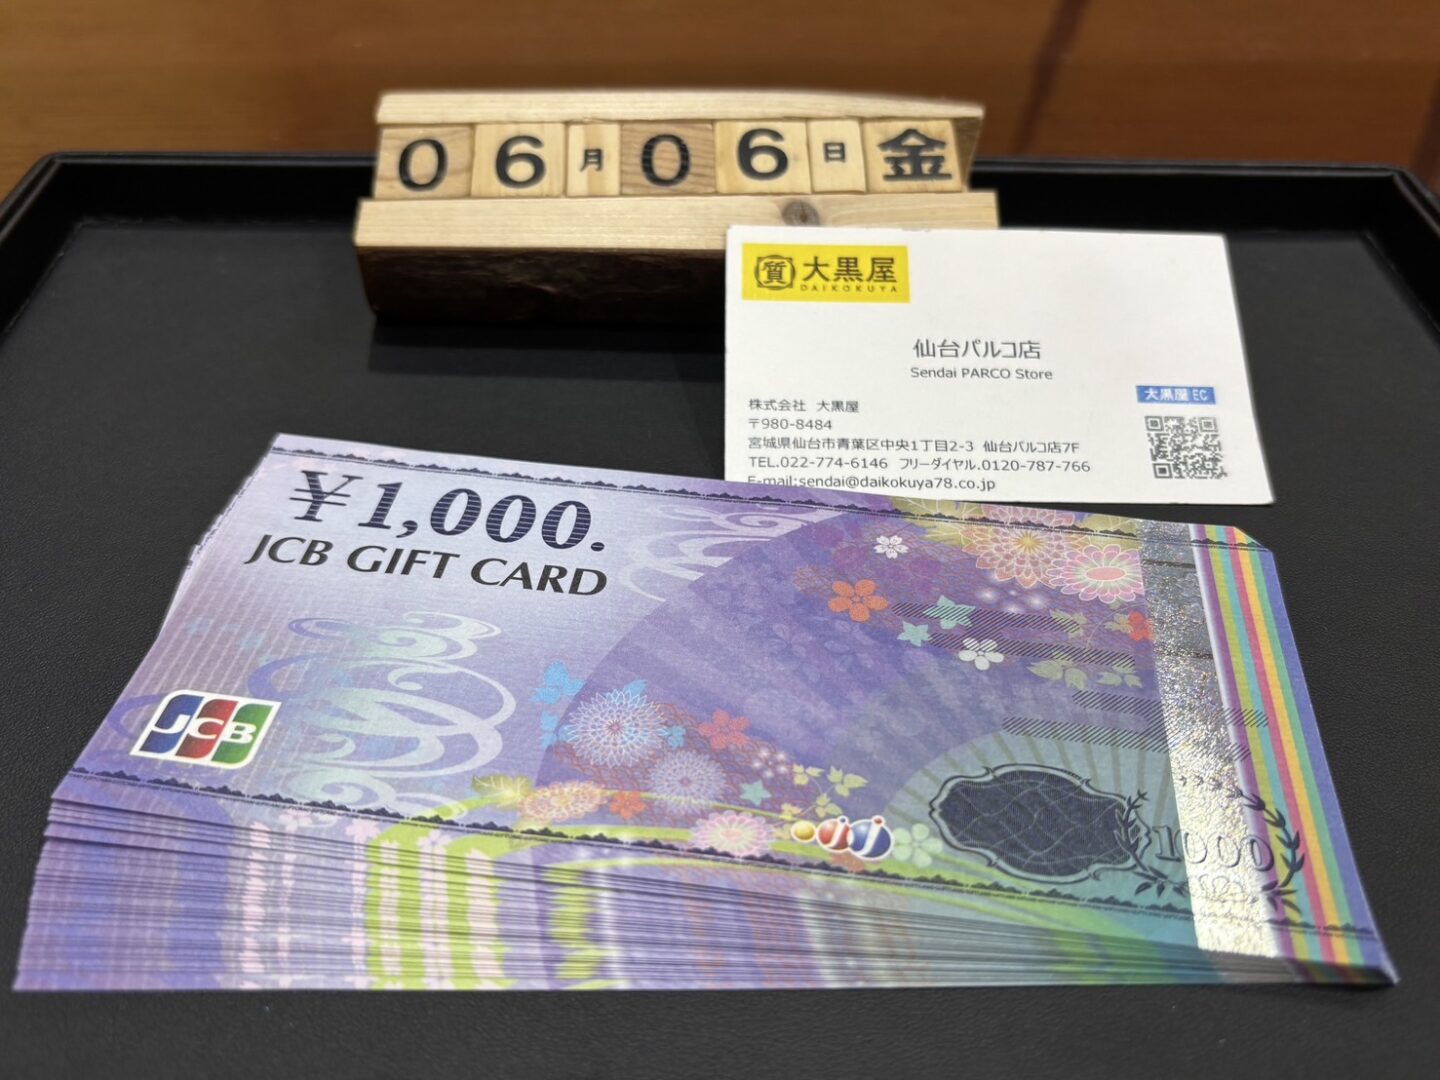 06月06日金
質 大黒屋
DAIKOKUYA
仙台パルコ店
Sendai PARCO Store
大黒屋 EC
株式会社 大黒屋
〒980-8484
宮城県仙台市青葉区中央1丁目2-3 仙台パルコ店7F
TEL.022-774-6146 フリーダイヤル.0120-787-766
E-mail:sendai@daikokuya78.co.jp
¥1,000.
JCB GIFT CARD
JCB
1000